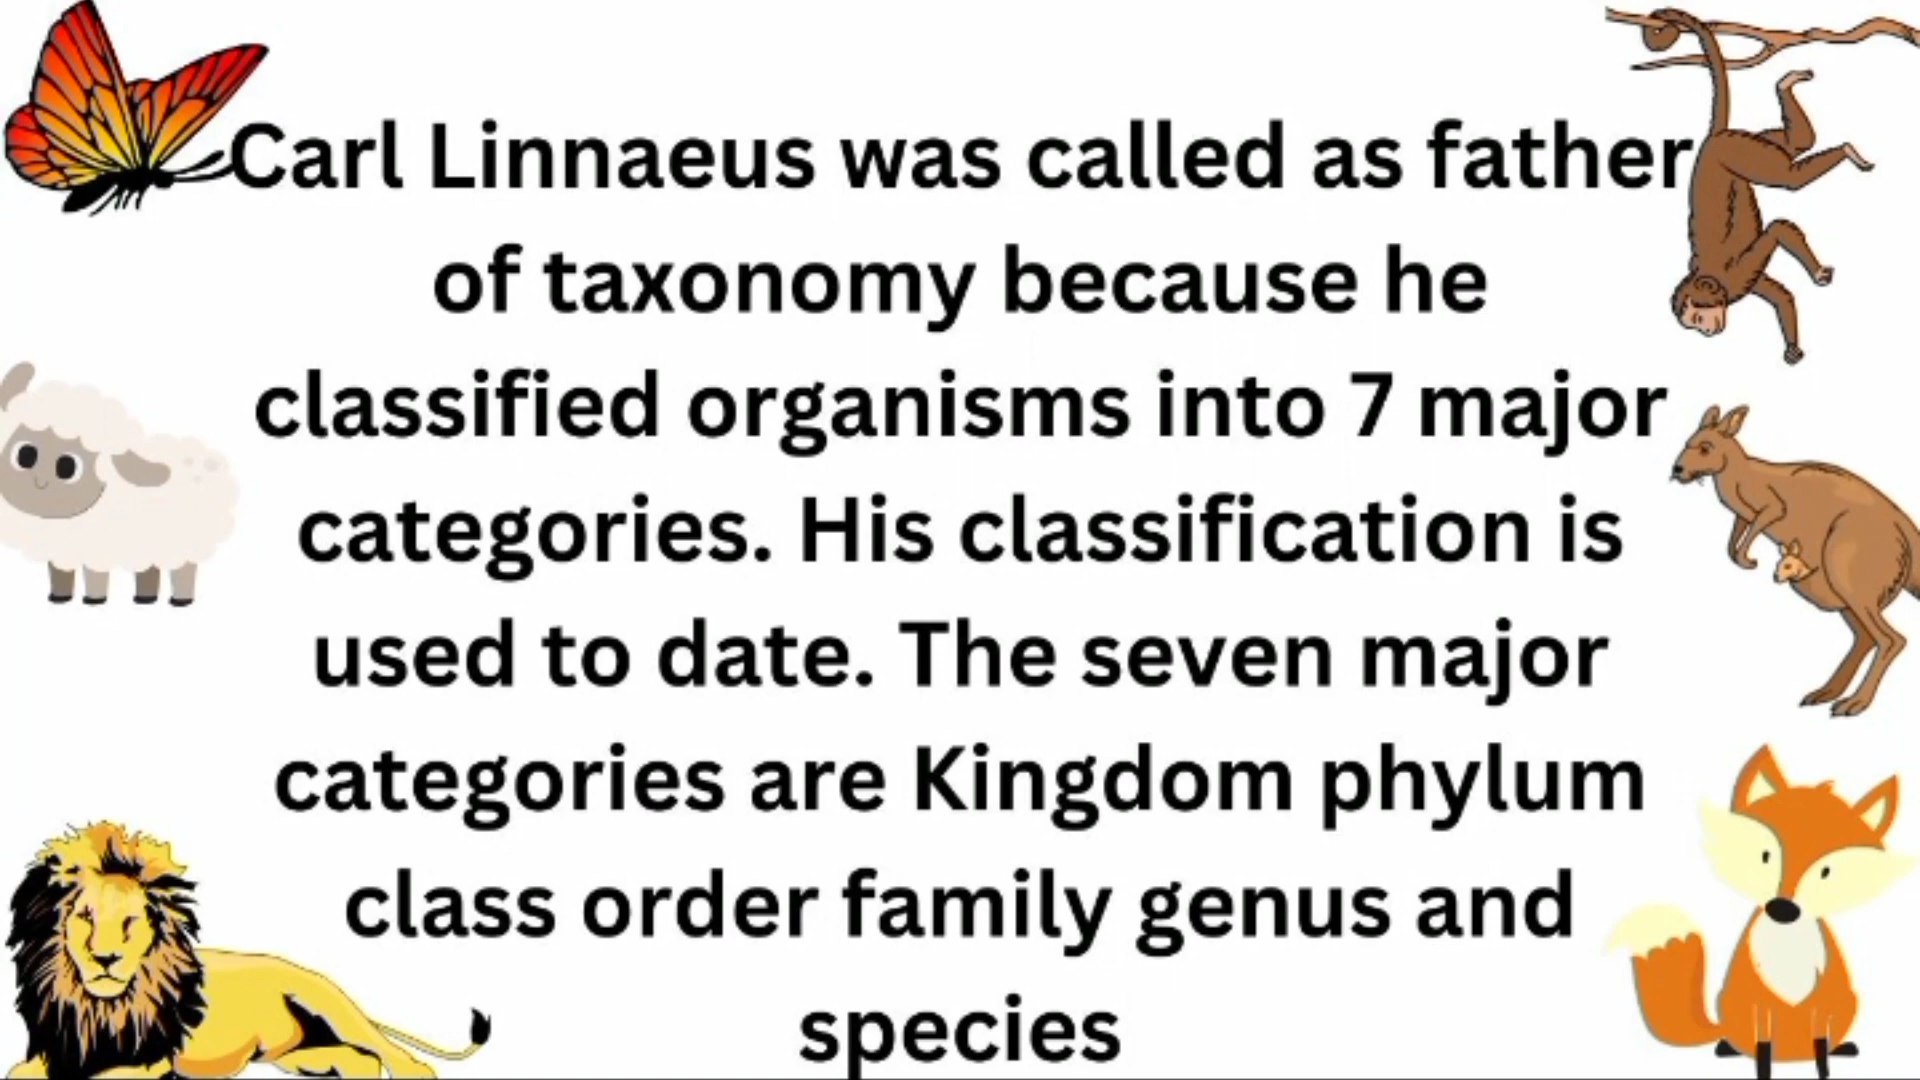 Carl Linnaeus was called as father
of taxonomy because he
classified organisms into 7 major
categories. His classification is
used to date. The seven major
categories are Kingdom phylum
class order family genus and
species